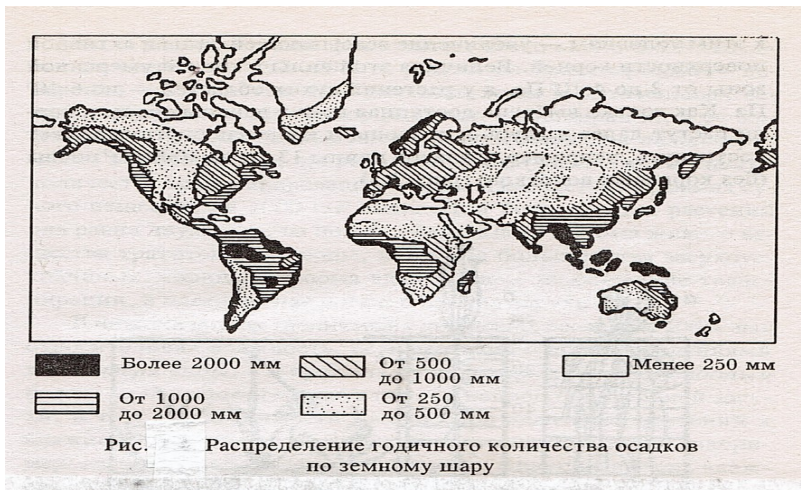 Более 2000 мм
От 500
до 1000 мм
Менее 250 мм
От 1000
до 2000 мм
От 250
до 500 мм
Рис. Распределение годичного количества осадков
по земному шару